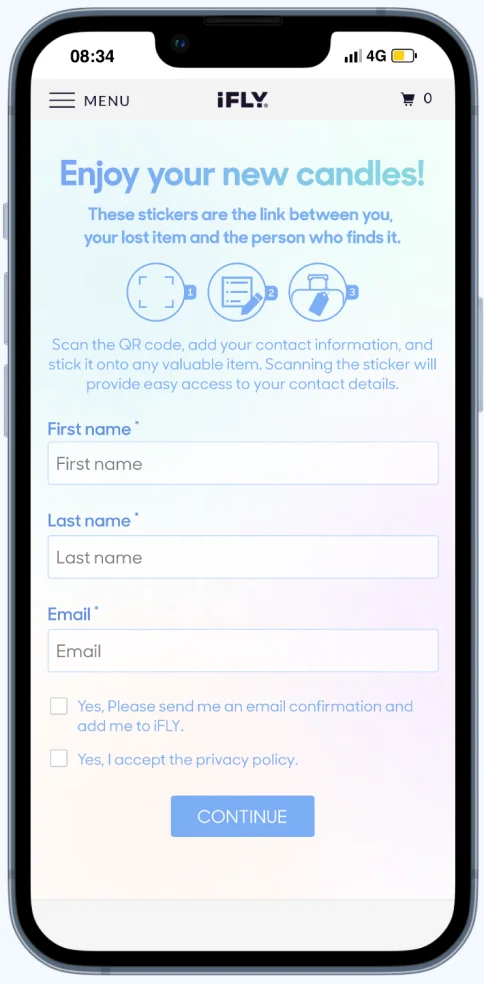 08:34
4G
MENU
iFLY
0
Enjoy your new candles!
These stickers are the link between you,
your lost item and the person who finds it.
1
2
3
Scan the QR code, add your contact information, and
stick it onto any valuable item. Scanning the sticker will
provide easy access to your contact details.
First name *
First name
Last name *
Last name
Email *
Email
Yes, Please send me an email confirmation and
add me to iFLY.
Yes, I accept the privacy policy.
CONTINUE